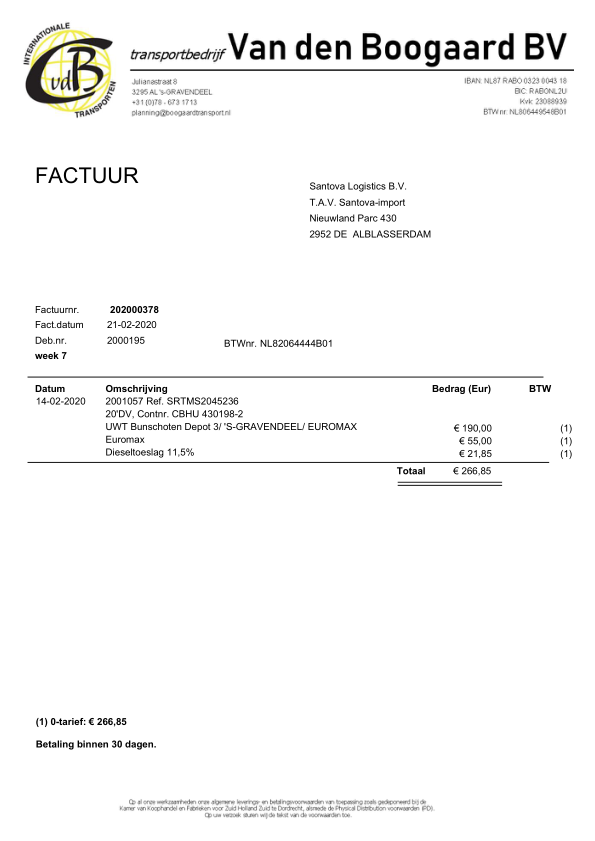 INTERNATIONALE
CvdB
TRANSPORTEN
transportbedrijf Van den Boogaard BV
Julianastraat 8
3295 AL 's-GRAVENDEEL
+31 (0)78 - 673 1713
planning@boogaardtransport.nl
IBAN: NL87 RABO 0323 0043 18
BIC: RABONL2U
Kvk: 23088939
BTW nr: NL806449548B01
FACTUUR
Santova Logistics B.V.
T.A.V. Santova-import
Nieuwland Parc 430
2952 DE ALBLASSERDAM
Factuurnr. 202000378
Fact.datum 21-02-2020
Deb.nr. 2000195 BTWnr. NL82064444B01
week 7
Datum Omschrijving Bedrag (Eur) BTW
14-02-2020 2001057 Ref. SRTMS2045236
20'DV, Contnr. CBHU 430198-2
UWT Bunschoten Depot 3/ 'S-GRAVENDEEL/ EUROMAX € 190,00 (1)
Euromax € 55,00 (1)
Dieseltoeslag 11,5% € 21,85 (1)
Totaal € 266,85
(1) 0-tarief: € 266,85
Betaling binnen 30 dagen.
Op al onze werkzaamheden onze algemene leverings- en betalingsvoorwaarden van toepassing zoals gedeponeerd bij de
Kamer van Koophandel en Fabrieken voor Zuid Holland Zuid te Dordrecht, alsmede de Physical Distribution voorwaarden (PD).
Op uw verzoek sturen wij de tekst van de voorwaarden toe.